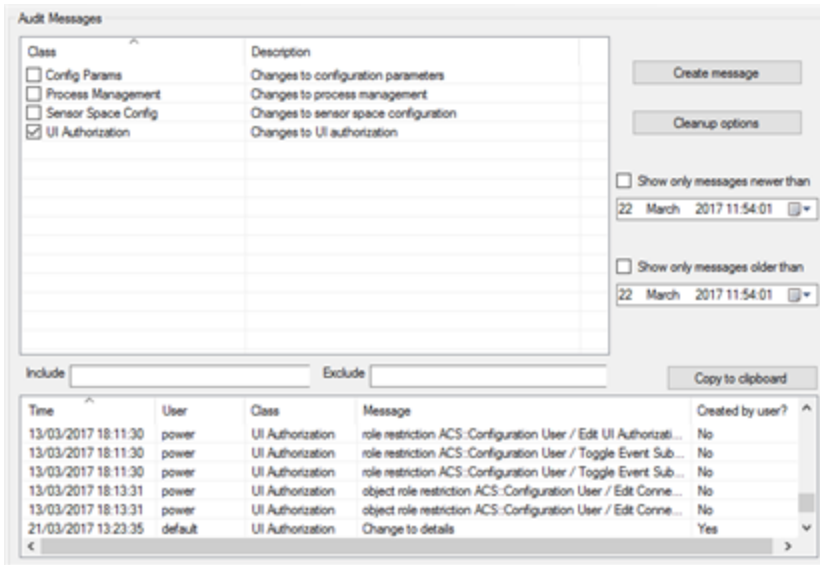 Audit Messages
Class Description
Config Params Changes to configuration parameters
Process Management Changes to process management
Sensor Space Config Changes to sensor space configuration
UI Authorization Changes to UI authorization
Create message
Cleanup options
Show only messages newer than
22 March 2017 11:54:01
Show only messages older than
22 March 2017 11:54:01
Include Exclude Copy to clipboard
Time User Class Message Created by user?
13/03/2017 18:11:30 power UI Authorization role restriction ACS::Configuration User / Edit UI Authorizati... No
13/03/2017 18:11:30 power UI Authorization role restriction ACS::Configuration User / Toggle Event Sub... No
13/03/2017 18:11:30 power UI Authorization role restriction ACS::Configuration User / Toggle Event Sub... No
13/03/2017 18:13:31 power UI Authorization object role restriction ACS::Configuration User / Edit Conne... No
13/03/2017 18:13:31 power UI Authorization object role restriction ACS::Configuration User / Edit Conne... No
21/03/2017 13:23:35 default UI Authorization Change to details Yes